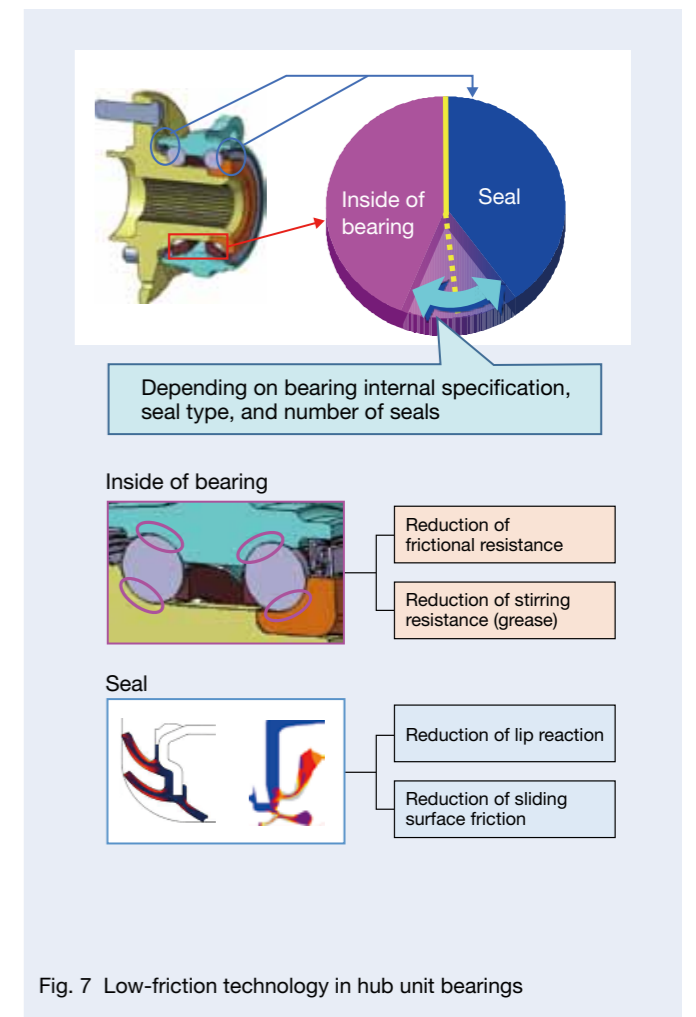 Inside of
bearing
Seal
Depending on bearing internal specification,
seal type, and number of seals
Inside of bearing
Reduction of
frictional resistance
Reduction of stirring
resistance (grease)
Seal
Reduction of lip reaction
Reduction of sliding
surface friction
Fig. 7 Low-friction technology in hub unit bearings